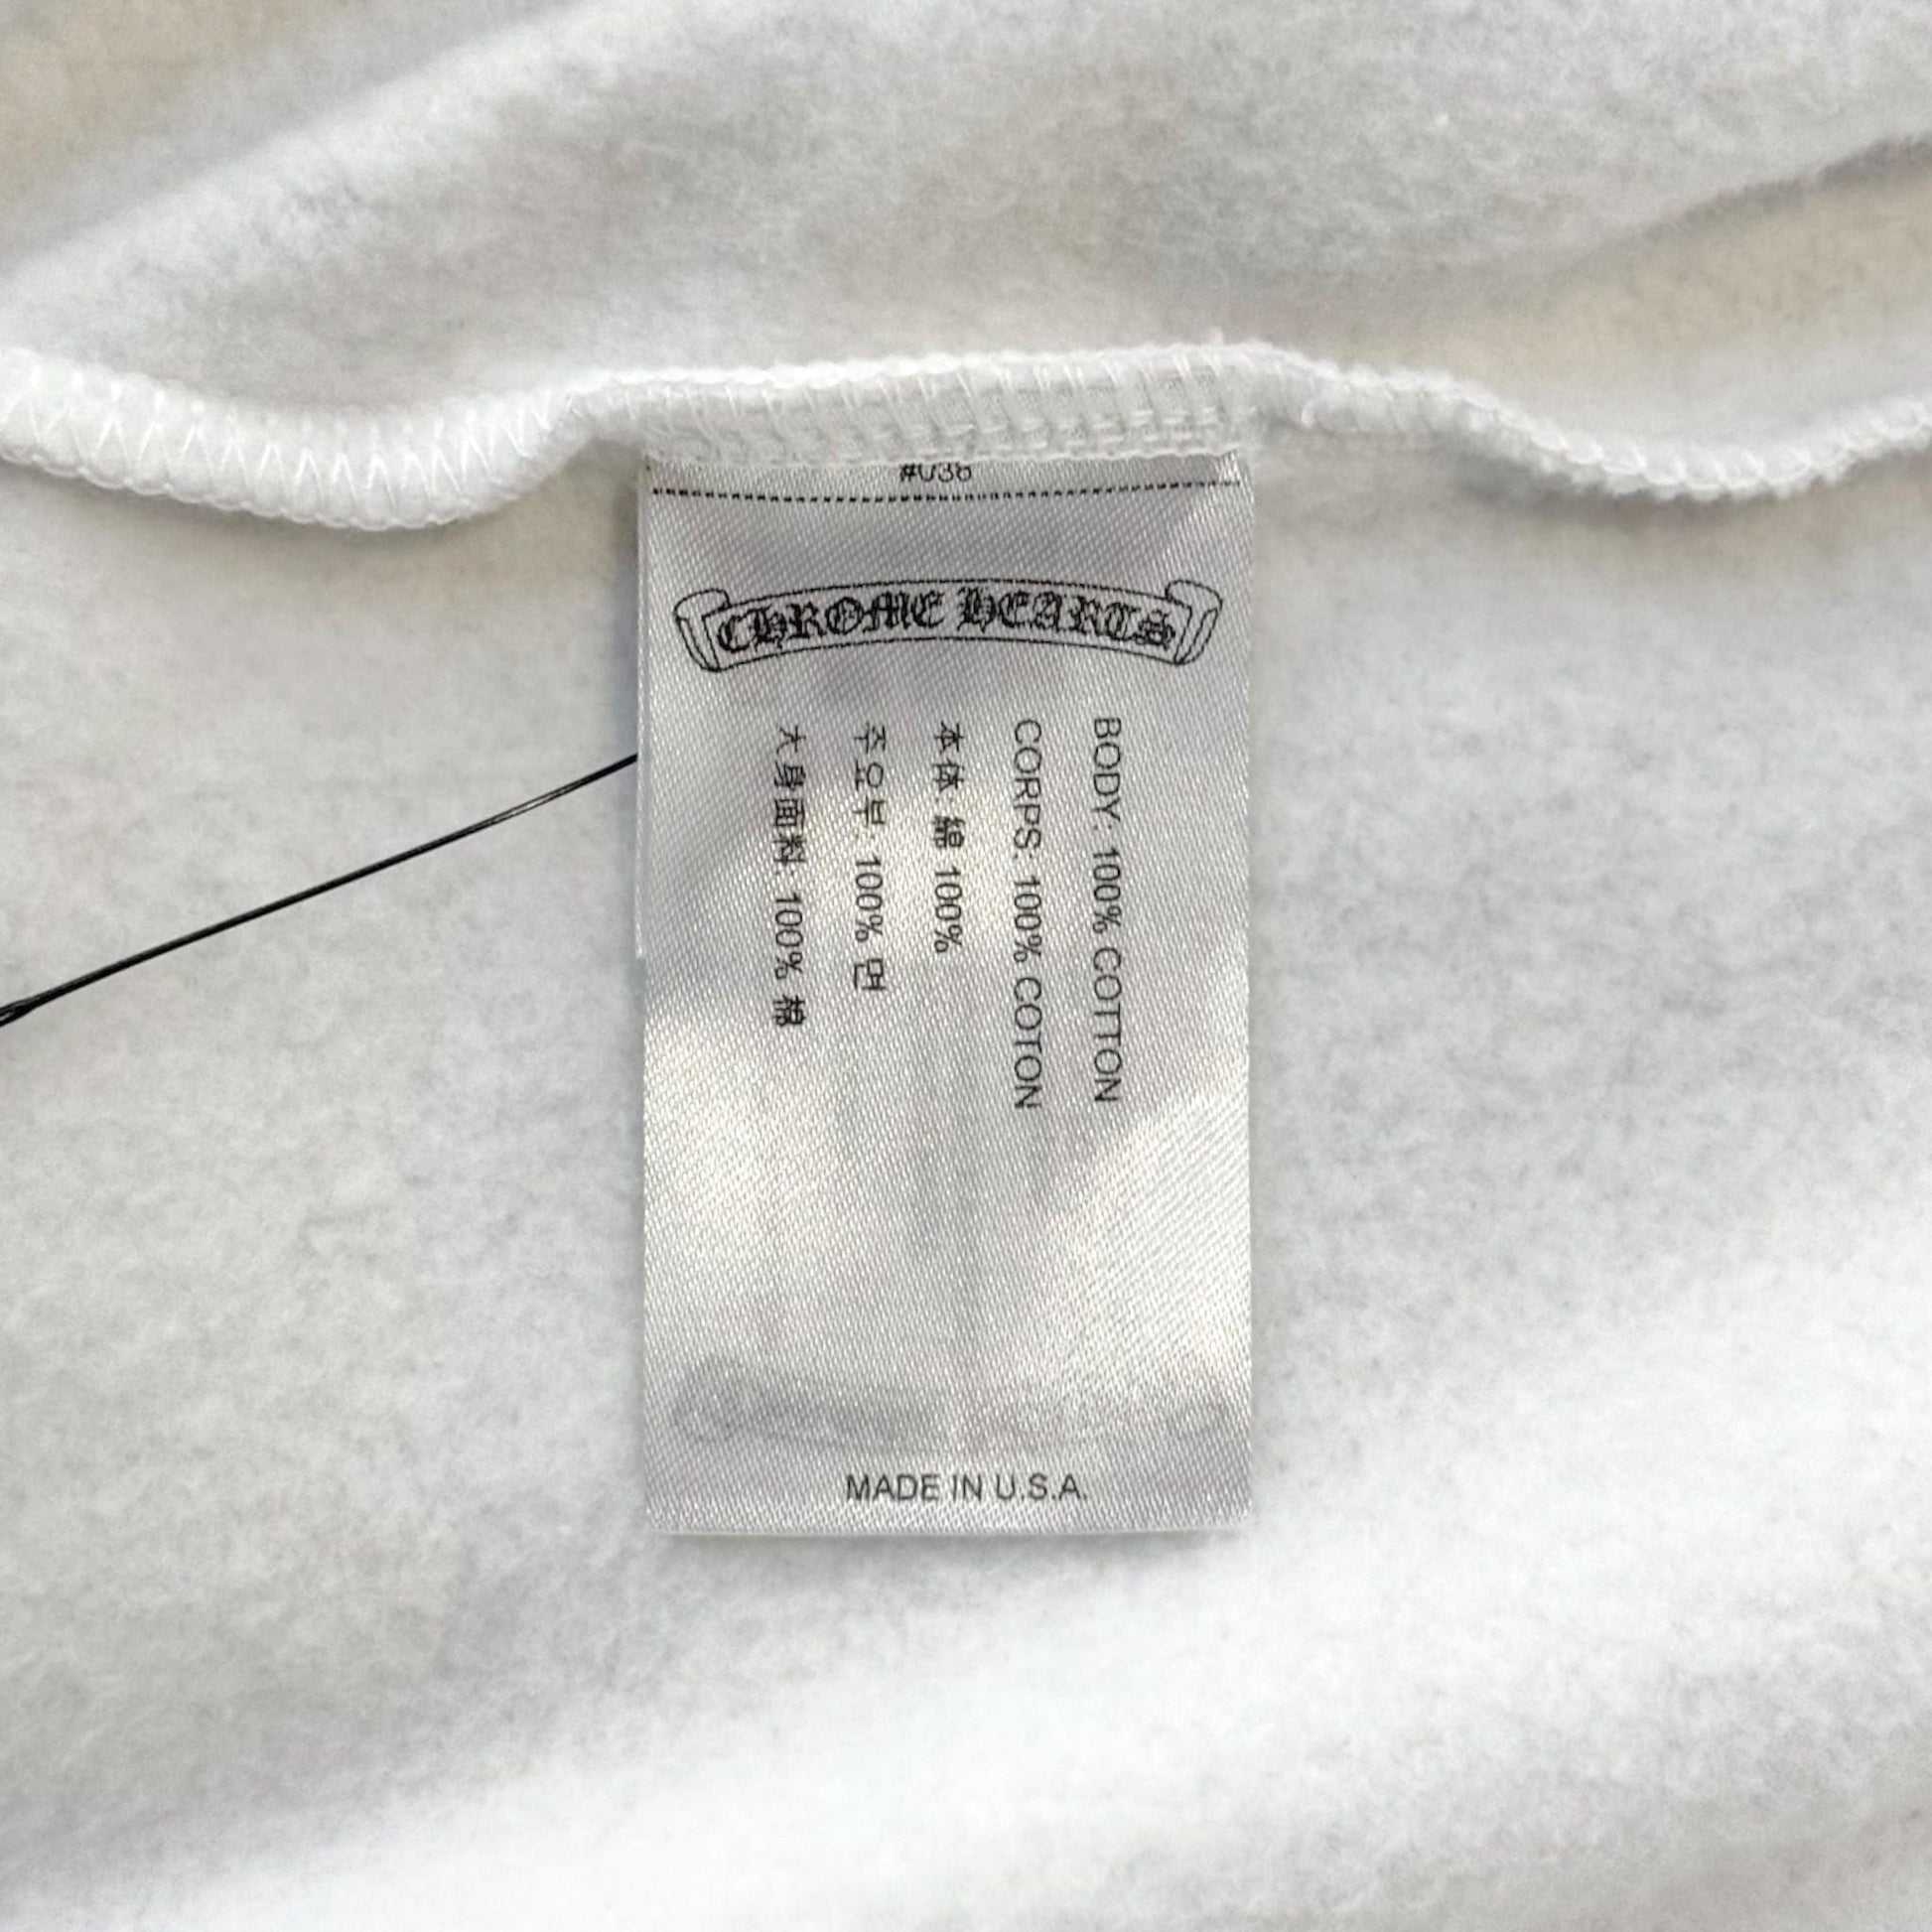 CHROME HEARTS
BODY: 100% COTTON
CORPS: 100% COTON
本体: 綿 100%
주요부: 100% 면
大身面料: 100% 棉
MADE IN U.S.A.